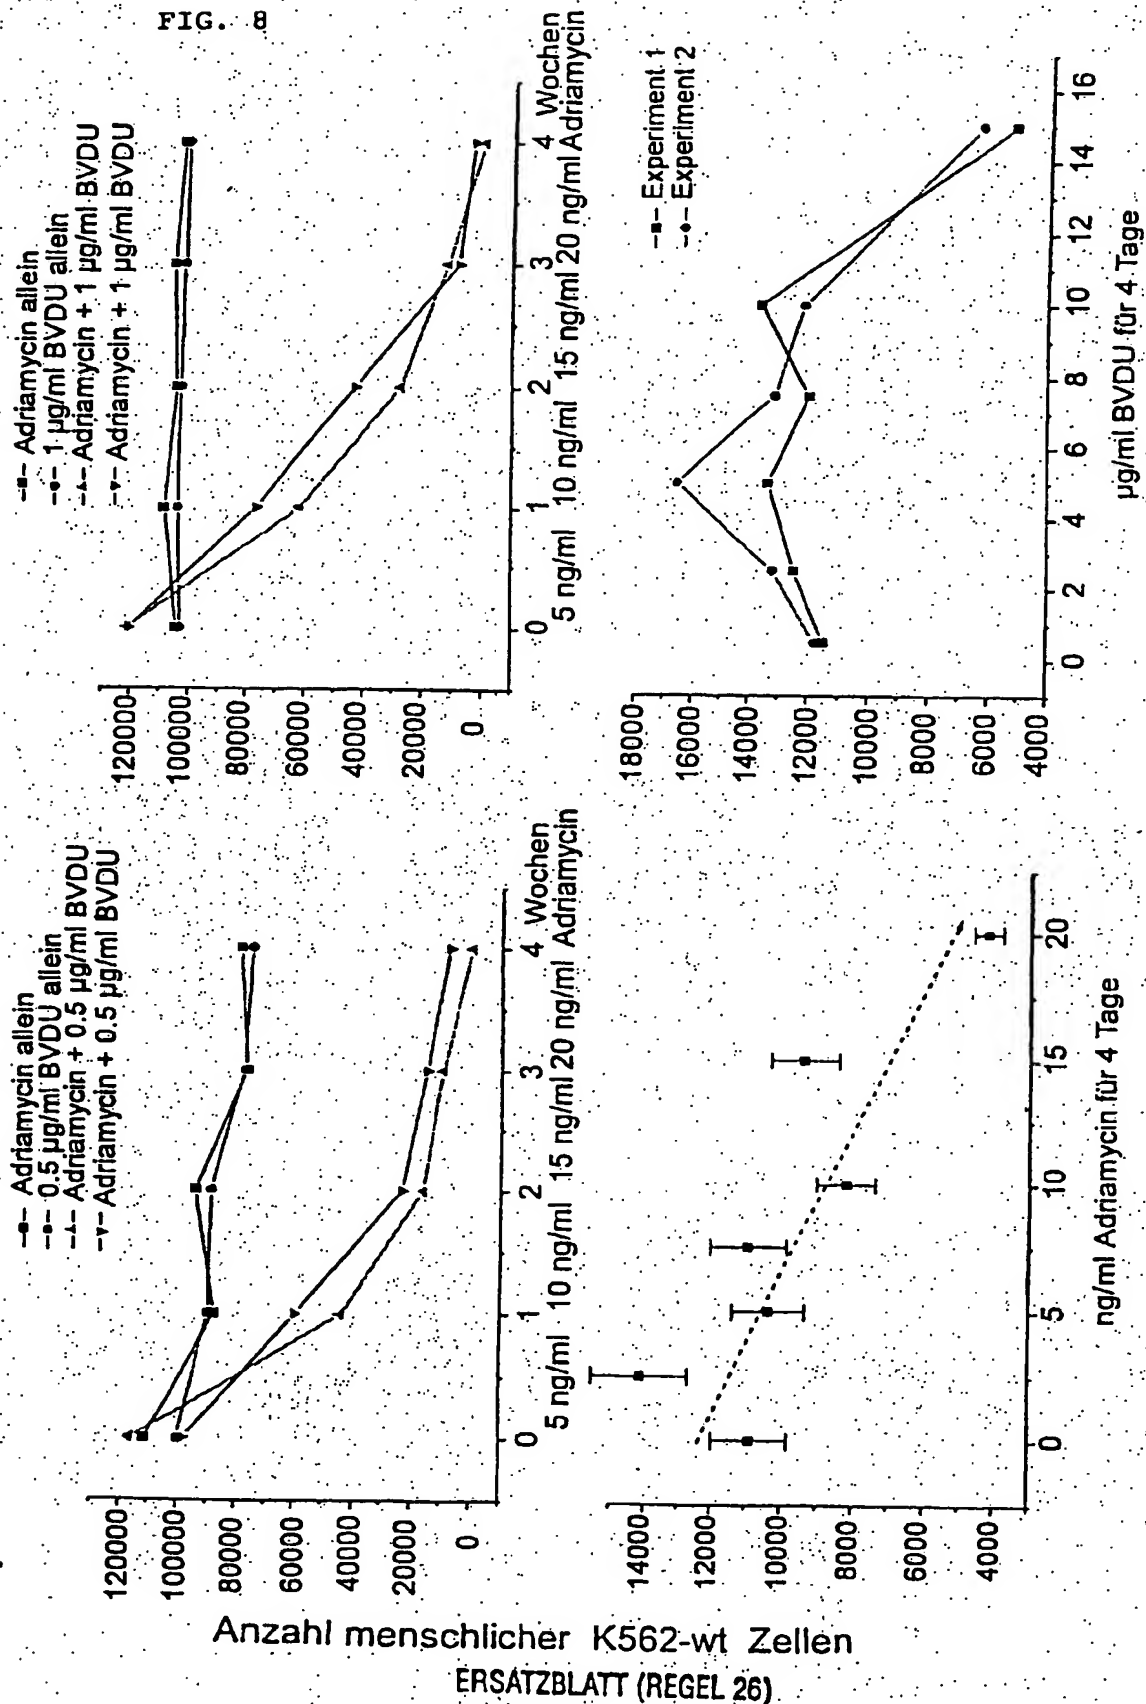 FIG. 8
Adriamycin allein
0.5 µg/ml BVDU allein
Adriamycin + 0.5 µg/ml BVDU
Adriamycin + 0.5 µg/ml BVDU
120000
100000
80000
60000
40000
20000
0
0 1 2 3 4 Wochen
5 ng/ml 10 ng/ml 15 ng/ml 20 ng/ml Adriamycin
Adriamycin allein
1 µg/ml BVDU allein
Adriamycin + 1 µg/ml BVDU
Adriamycin + 1 µg/ml BVDU
120000
100000
80000
60000
40000
20000
0
0 1 2 3 4 Wochen
5 ng/ml 10 ng/ml 15 ng/ml 20 ng/ml Adriamycin
14000
12000
10000
8000
6000
4000
0 5 10 15 20
ng/ml Adriamycin für 4 Tage
Experiment 1
Experiment 2
18000
16000
14000
12000
10000
8000
6000
4000
0 2 4 6 8 10 12 14 16
µg/ml BVDU für 4 Tage
Anzahl menschlicher K562-wt Zellen
ERSATZBLATT (REGEL 26)